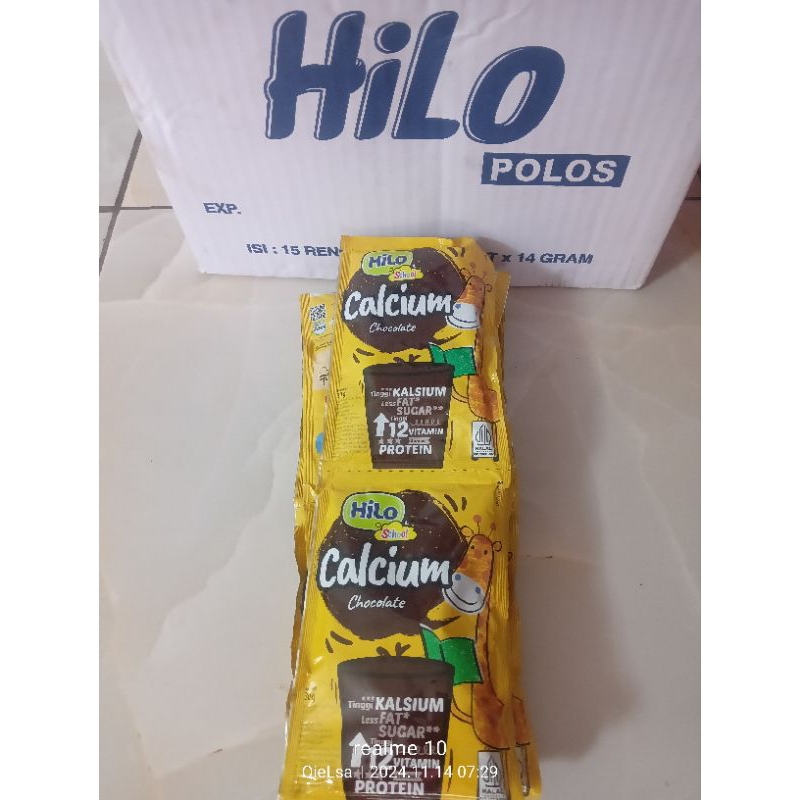 HiLo
POLOS
EXP.
ISI : 15 REN
T x 14 GRAM
HiLo
School
Calcium
Chocolate
Tinggi KALSIUM
Less FAT*
SUGAR**
Tinggi
12 VITAMIN
PROTEIN
HiLo
School
Calcium
Chocolate
Tinggi KALSIUM
Less FAT*
SUGAR**
12 VITAMIN
PROTEIN
realme 10
QjeLsa | 2024.11.14 07:29